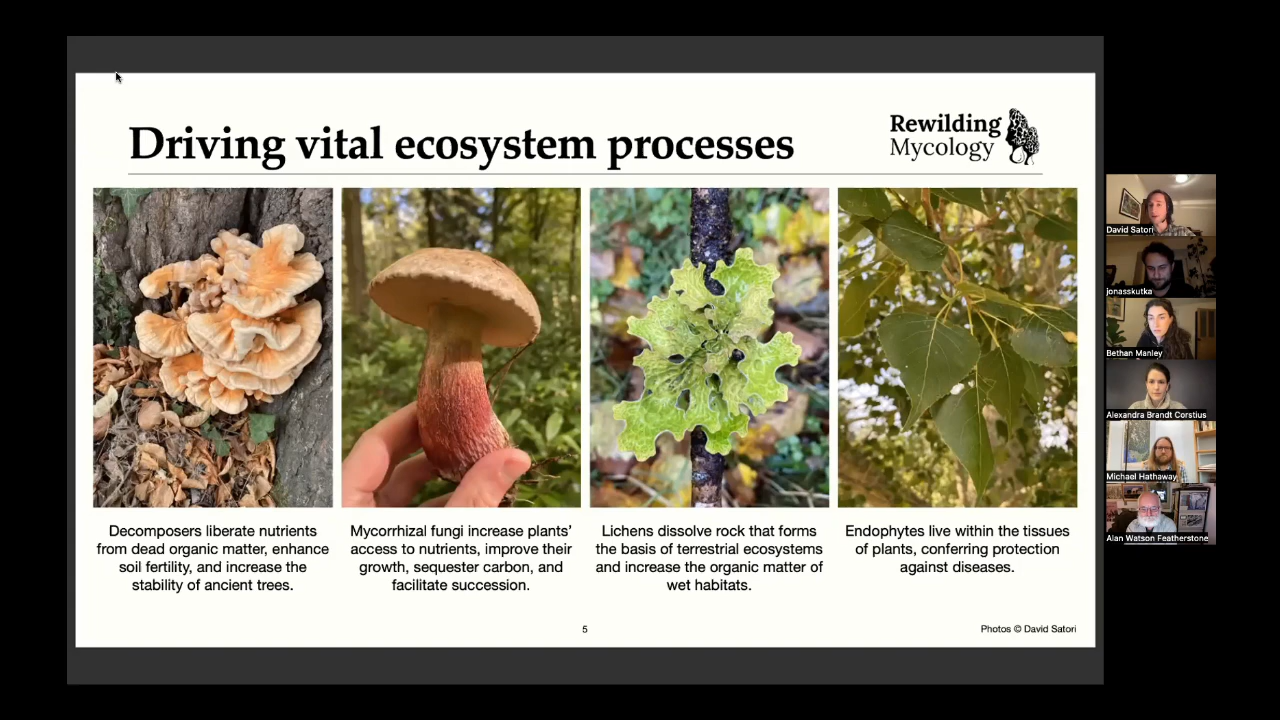 Driving vital ecosystem processes
Rewilding
Mycology
Decomposers liberate nutrients
from dead organic matter, enhance
soil fertility, and increase the
stability of ancient trees.
Mycorrhizal fungi increase plants’
access to nutrients, improve their
growth, sequester carbon, and
facilitate succession.
Lichens dissolve rock that forms
the basis of terrestrial ecosystems
and increase the organic matter of
wet habitats.
Endophytes live within the tissues
of plants, conferring protection
against diseases.
5
Photos © David Satori
David Satori
jonasskutka
Bethan Manley
Alexandra Brandt Corstius
Michael Hathaway
Alan Watson Featherstone